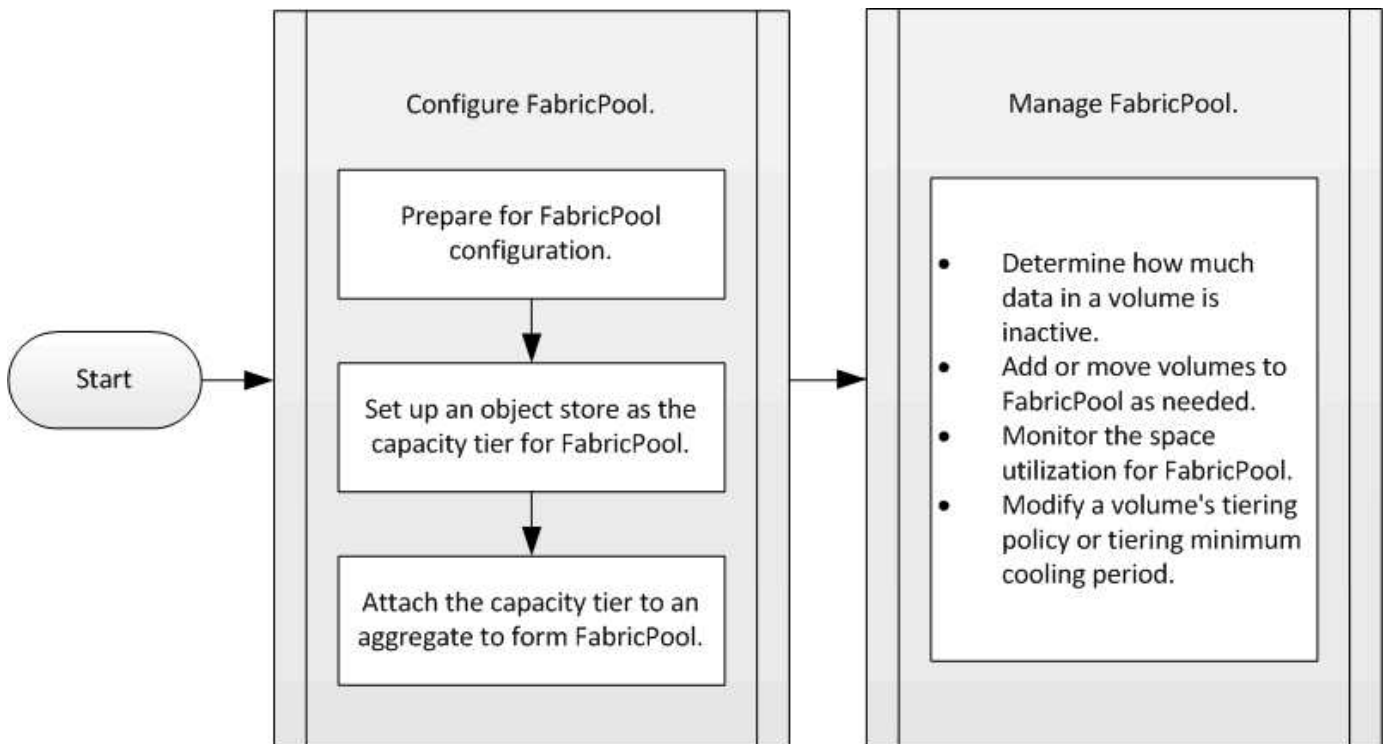 Start
Configure FabricPool.
Prepare for FabricPool
configuration.
Set up an object store as the
capacity tier for FabricPool.
Attach the capacity tier to an
aggregate to form FabricPool.
Manage FabricPool.
• Determine how much
data in a volume is
inactive.
• Add or move volumes to
FabricPool as needed.
• Monitor the space
utilization for FabricPool.
• Modify a volume's tiering
policy or tiering minimum
cooling period.